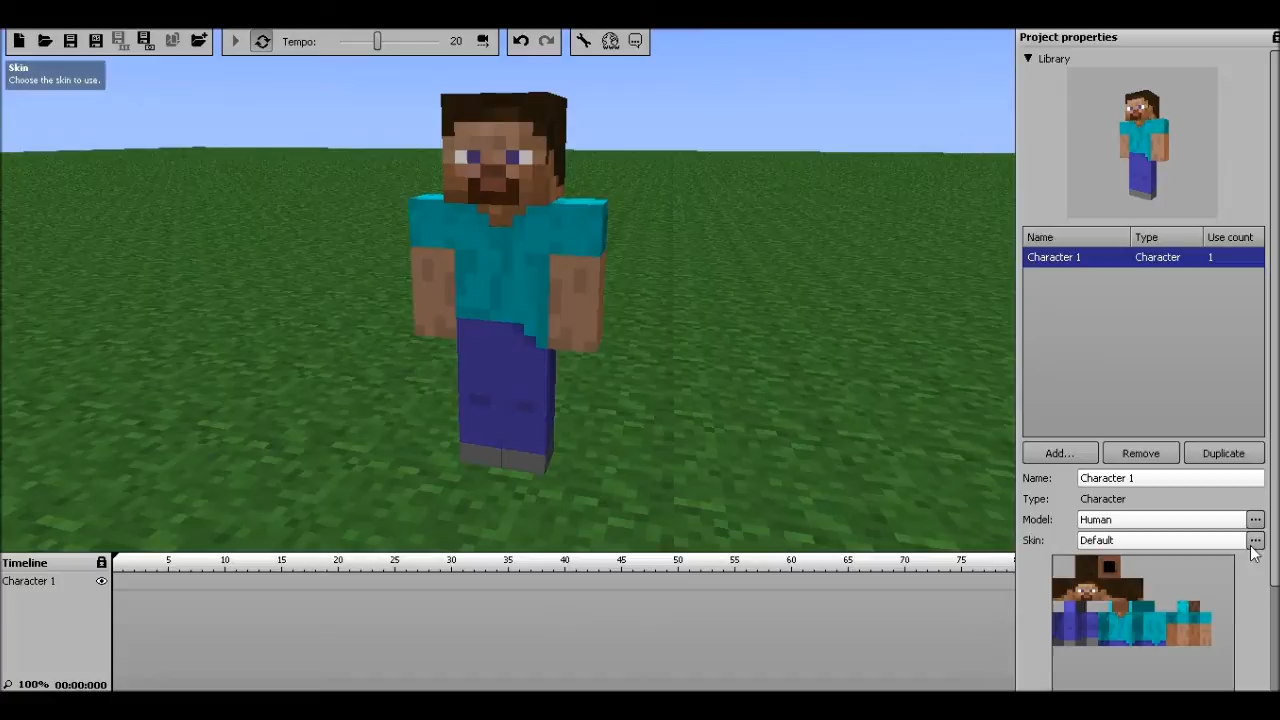 Tempo:
20
Skin
Choose the skin to use.
Project properties
Library
Name Type Use count
Character 1 Character 1
Add... Remove Duplicate
Name: Character 1
Type: Character
Model: Human ...
Skin: Default ...
Timeline
5 10 15 20 25 30 35 40 45 50 55 60 65 70 75 80
Character 1
100% 00:00:000